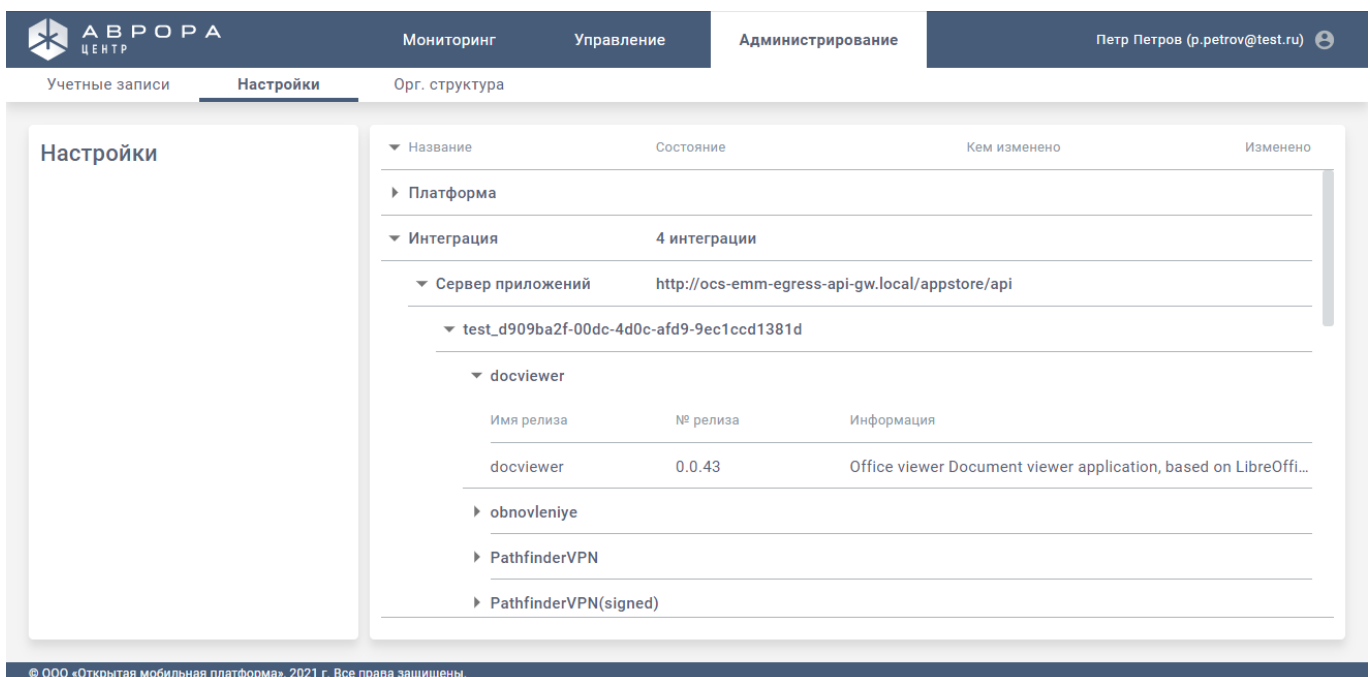 АВРОРА
ЦЕНТР
Мониторинг Управление Администрирование Петр Петров (p.petrov@test.ru)
Учетные записи Настройки Орг. структура
Настройки
Название Состояние Кем изменено Изменено
Платформа
Интеграция 4 интеграции
Сервер приложений http://ocs-emm-egress-api-gw.local/appstore/api
test_d909ba2f-00dc-4d0c-afd9-9ec1ccd1381d
docviewer
Имя релиза № релиза Информация
docviewer 0.0.43 Office viewer Document viewer application, based on LibreOffi...
obnovleniye
PathfinderVPN
PathfinderVPN(signed)
© ООО «Открытая мобильная платформа», 2021 г. Все права защищены.